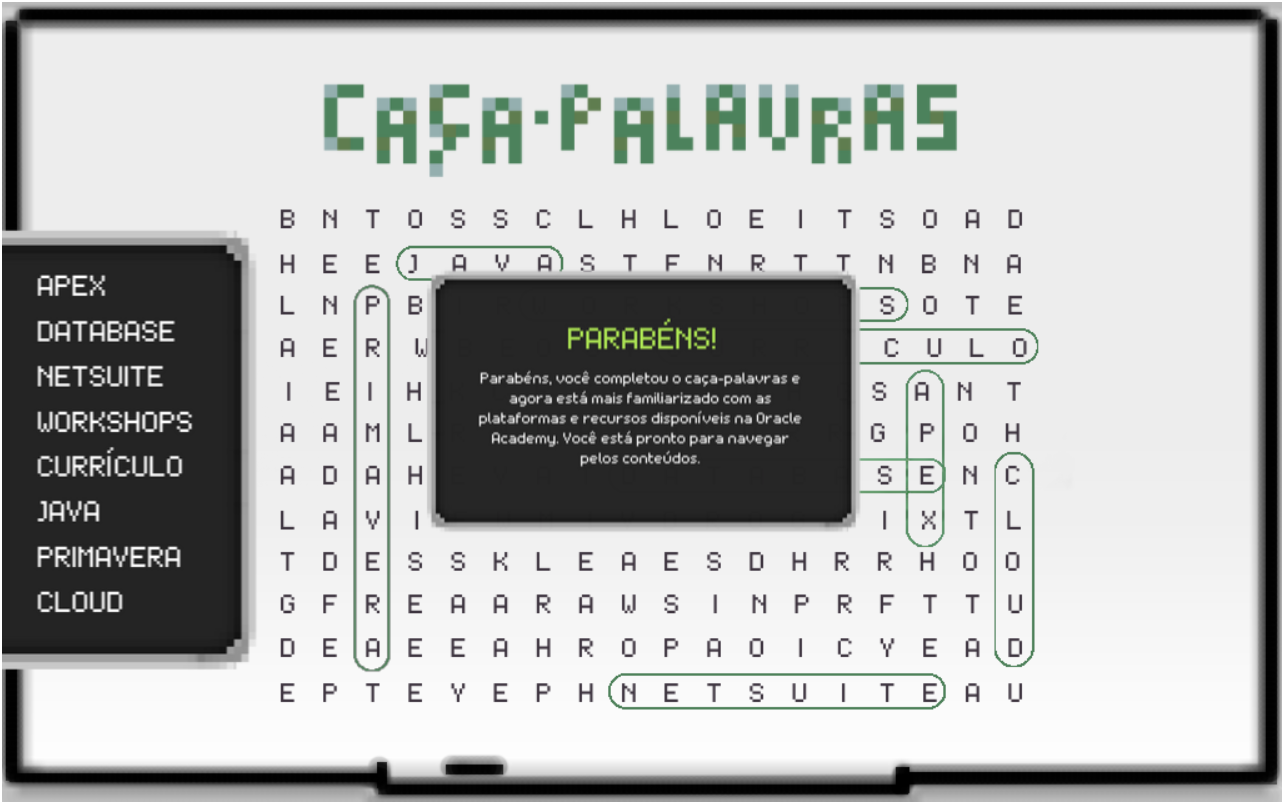 CAÇA-PALAVRAS
B N T O S S C L H L O E I T S O A D
H E E J A V A S T F N R T T N B N A
L N P B S O T E
A E R W C U L O
I E I H S A N T
A A M L G P O H
A D A H S E N C
L A V I I X T L
T D E S S K L E A E S D H R R H O O
G F R E A A R A W S I N P R F T T U
D E A E E A H R O P A O I C Y E A D
E P T E Y E P H N E T S U I T E A U
APEX
DATABASE
NETSUITE
WORKSHOPS
CURRÍCULO
JAVA
PRIMAVERA
CLOUD
PARABÉNS!
Parabéns, você completou o caça-palavras e
agora está mais familiarizado com as
plataformas e recursos disponíveis na Oracle
Academy. Você está pronto para navegar
pelos conteúdos.